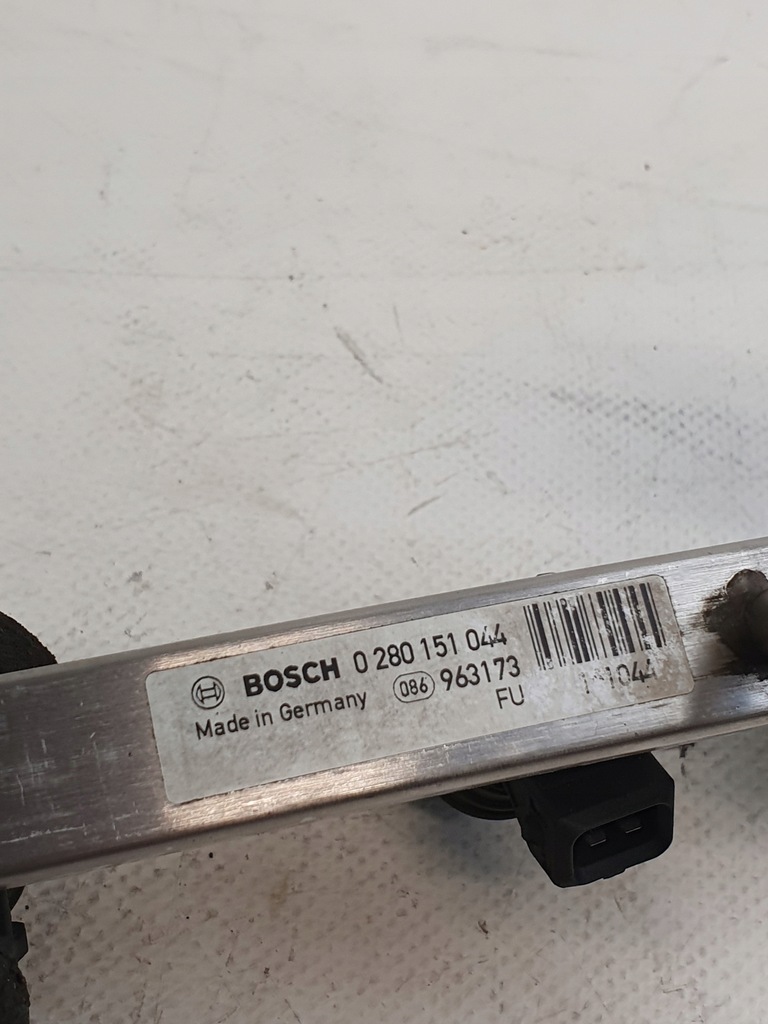 BOSCH 0 280 151 044
Made in Germany 086 963173
FU